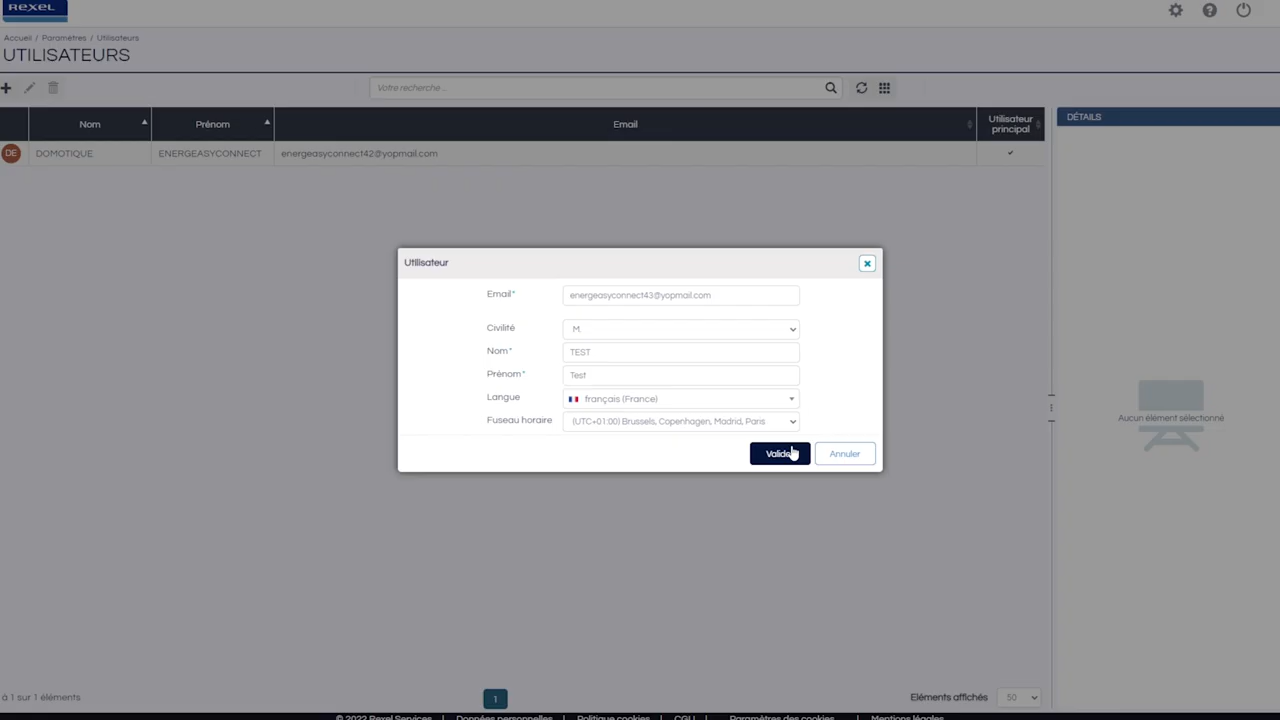 REXEL
Accueil / Paramètres / Utilisateurs
UTILISATEURS
Votre recherche ...
Nom
Prénom
Email
Utilisateur
principal
DÉTAILS
DE
DOMOTIQUE
ENERGEASYCONNECT
energeasyconnect42@yopmail.com
Utilisateur
Email*
energeasyconnect43@yopmail.com
Civilité
M.
Nom*
TEST
Prénom*
Test
Langue
français (France)
Fuseau horaire
(UTC+01:00) Brussels, Copenhagen, Madrid, Paris
Annuler
Aucun élément sélectionné
à 1 sur 1 éléments
1
Eléments affichés
50
© 2022 Rexel Services | Données personnelles | Politique cookies | CGU | Paramètres des cookies | Mentions légales